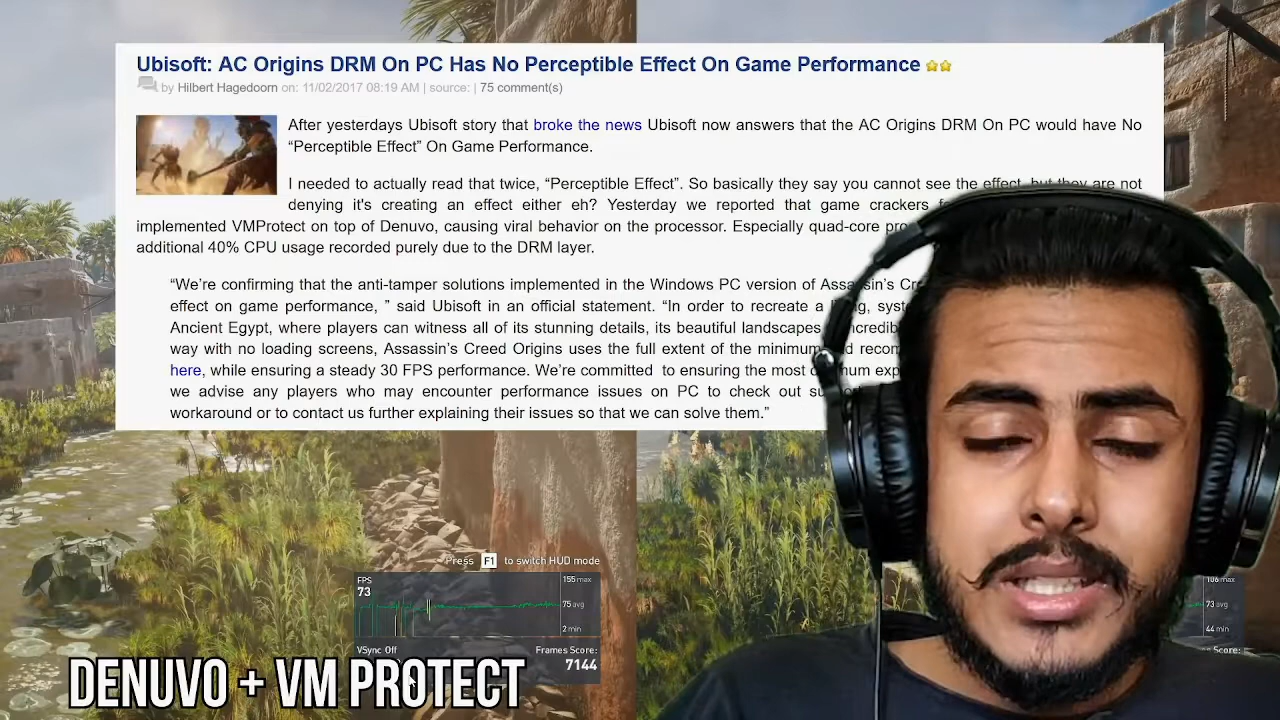 Ubisoft: AC Origins DRM On PC Has No Perceptible Effect On Game Performance
by Hilbert Hagedoorn on: 11/02/2017 08:19 AM | source: | 75 comment(s)
After yesterdays Ubisoft story that broke the news Ubisoft now answers that the AC Origins DRM On PC would have No
“Perceptible Effect” On Game Performance.
I needed to actually read that twice, “Perceptible Effect”. So basically they say you cannot see the effect, but they are not
denying it's creating an effect either eh? Yesterday we reported that game crackers
implemented VMProtect on top of Denuvo, causing viral behavior on the processor. Especially quad-core
additional 40% CPU usage recorded purely due to the DRM layer.
“We’re confirming that the anti-tamper solutions implemented in the Windows PC version of Assassin’s
effect on game performance, ” said Ubisoft in an official statement. “In order to recreate a
Ancient Egypt, where players can witness all of its stunning details, its beautiful landscapes
way with no loading screens, Assassin’s Creed Origins uses the full extent of the minimum
here, while ensuring a steady 30 FPS performance. We’re committed to ensuring the most
we advise any players who may encounter performance issues on PC to check out
workaround or to contact us further explaining their issues so that we can solve them.”
Press F1 to switch HUD mode
FPS
73
155 max
75 avg
2 min
VSync Off
Frames Score:
7144
106 max
73 avg
44 min
Score:
DENUVO + VM PROTECT